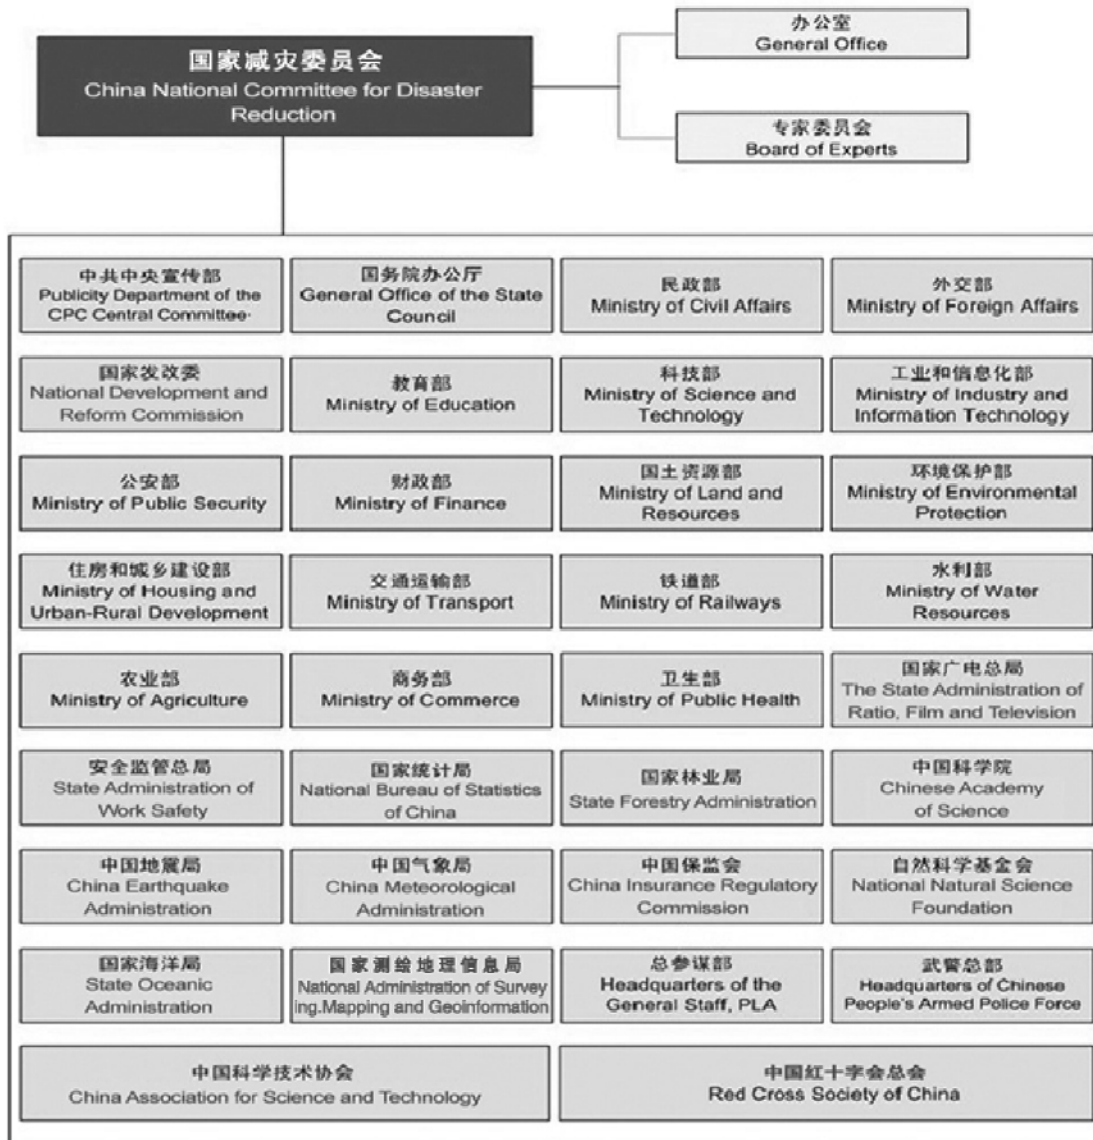 国家减灾委员会
China National Committee for Disaster
Reduction
办公室
General Office
专家委员会
Board of Experts
中共中央宣传部
Publicity Department of the
CPC Central Committee·
国务院办公厅
General Office of the State
Council
民政部
Ministry of Civil Affairs
外交部
Ministry of Foreign Affairs
国家发改委
National Development and
Reform Commission
教育部
Ministry of Education
科技部
Ministry of Science and
Technology
工业和信息化部
Ministry of Industry and
Information Technology
公安部
Ministry of Public Security
财政部
Ministry of Finance
国土资源部
Ministry of Land and
Resources
环境保护部
Ministry of Environmental
Protection
住房和城乡建设部
Ministry of Housing and
Urban-Rural Development
交通运输部
Ministry of Transport
铁道部
Ministry of Railways
水利部
Ministry of Water
Resources
农业部
Ministry of Agriculture
商务部
Ministry of Commerce
卫生部
Ministry of Public Health
国家广电总局
The State Administration of
Ratio, Film and Television
安全监管总局
State Administration of
Work Safety
国家统计局
National Bureau of Statistics
of China
国家林业局
State Forestry Administration
中国科学院
Chinese Academy
of Science
中国地震局
China Earthquake
Administration
中国气象局
China Meteorological
Administration
中国保监会
China Insurance Regulatory
Commission
自然科学基金会
National Natural Science
Foundation
国家海洋局
State Oceanic
Administration
国家测绘地理信息局
National Administration of Survey
ing.Mapping and Geoinformation
总参谋部
Headquarters of the
General Staff, PLA
武警总部
Headquarters of Chinese
People's Armed Police Force
中国科学技术协会
China Association for Science and Technology
中国紅十字会总会
Red Cross Society of China